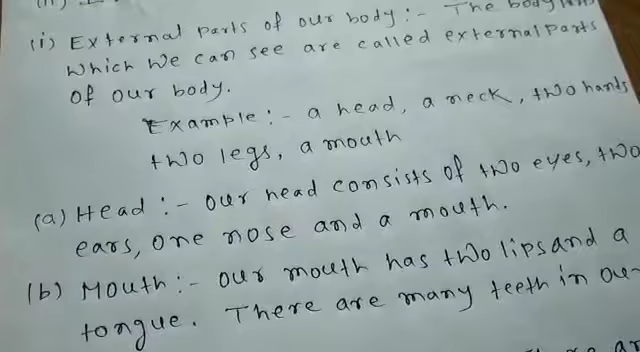 (i) External parts of our body :- The body parts
which we can see are called external parts
of our body.
Example :- a head, a neck, two hands
two legs, a mouth
(a) Head :- our head consists of two eyes, two
ears, one nose and a mouth.
(b) Mouth :- our mouth has two lips and a
tongue. There are many teeth in ou